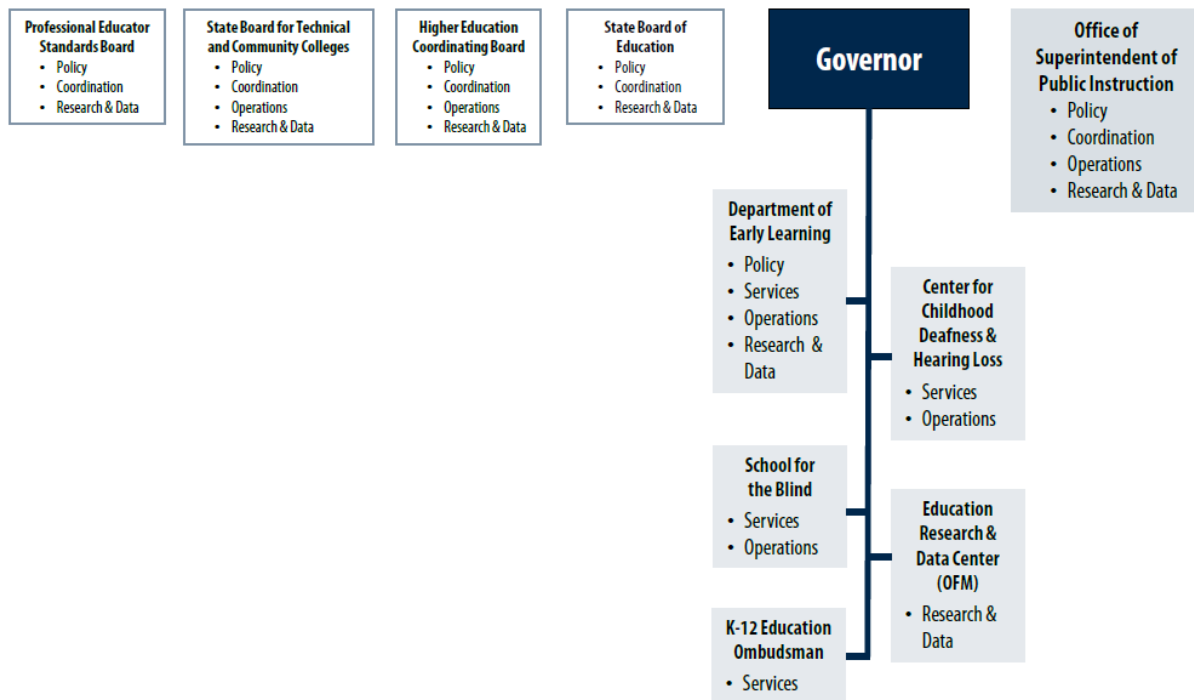 Professional Educator
Standards Board
• Policy
• Coordination
• Research & Data
State Board for Technical
and Community Colleges
• Policy
• Coordination
• Operations
• Research & Data
Higher Education
Coordinating Board
• Policy
• Coordination
• Operations
• Research & Data
State Board of
Education
• Policy
• Coordination
• Research & Data
Governor
Office of
Superintendent of
Public Instruction
• Policy
• Coordination
• Operations
• Research & Data
Department of
Early Learning
• Policy
• Services
• Operations
• Research &
Data
Center for
Childhood
Deafness &
Hearing Loss
• Services
• Operations
School for
the Blind
• Services
• Operations
Education
Research &
Data Center
(OFM)
• Research &
Data
K-12 Education
Ombudsman
• Services